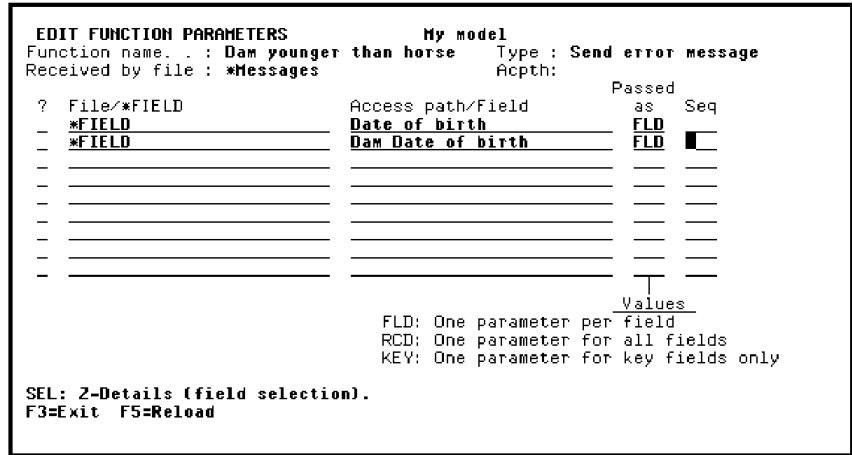 EDIT FUNCTION PARAMETERS My model
Function name. . : Dam younger than horse Type : Send error message
Received by file : *Messages Acpth:
Passed
? File/*FIELD Access path/Field as Seq
*FIELD Date of birth FLD
*FIELD Dam Date of birth FLD
Values
FLD: One parameter per field
RCD: One parameter for all fields
KEY: One parameter for key fields only
SEL: Z-Details (field selection).
F3=Exit F5=Reload